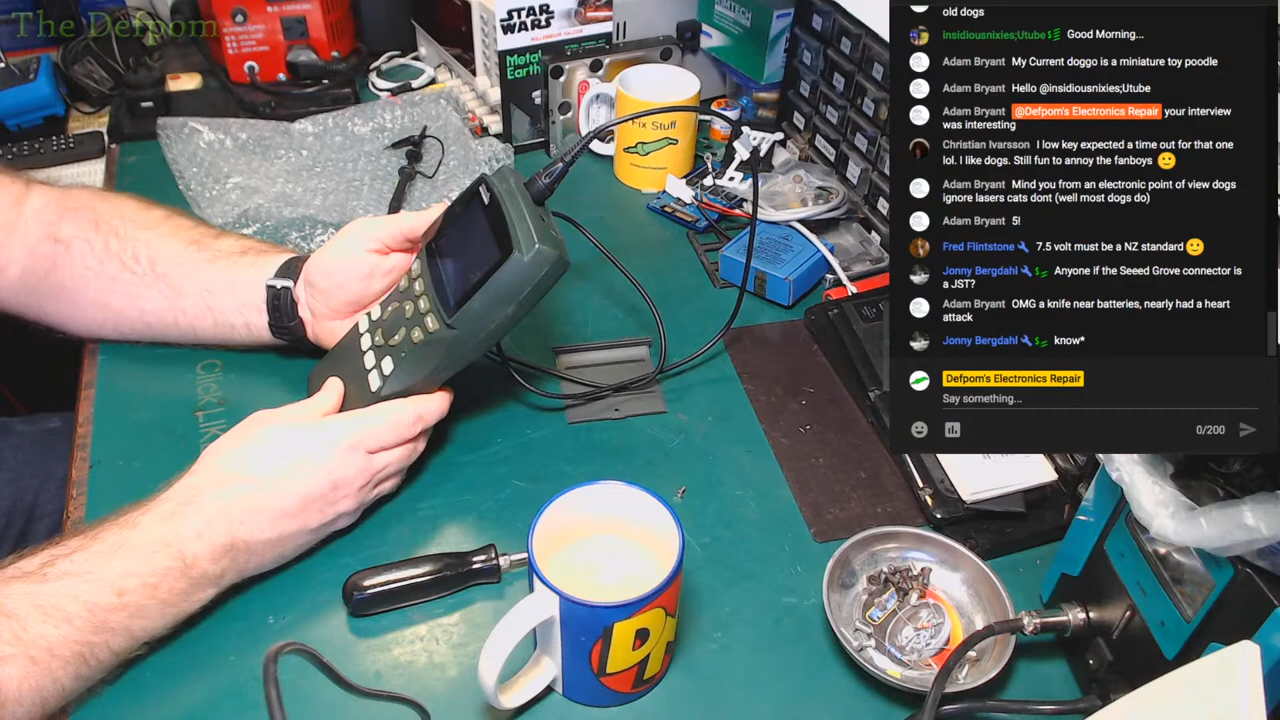 The Defpom
STAR
WARS
Metal
Earth
KIMTECH
Fix Stuff
Click LIK
DM
old dogs
insidiousnixies;Utube Good Morning...
Adam Bryant My Current doggo is a miniature toy poodle
Adam Bryant Hello @insidiousnixies;Utube
Adam Bryant @Defpom's Electronics Repair your interview
was interesting
Christian Ivarsson I low key expected a time out for that one
lol. I like dogs. Still fun to annoy the fanboys
Adam Bryant Mind you from an electronic point of view dogs
ignore lasers cats dont (well most dogs do)
Adam Bryant 5!
Fred Flintstone 7.5 volt must be a NZ standard
Jonny Bergdahl Anyone if the Seeed Grove connector is
a JST?
Adam Bryant OMG a knife near batteries, nearly had a heart
attack
Jonny Bergdahl know*
Defpom's Electronics Repair
Say something...
0/200